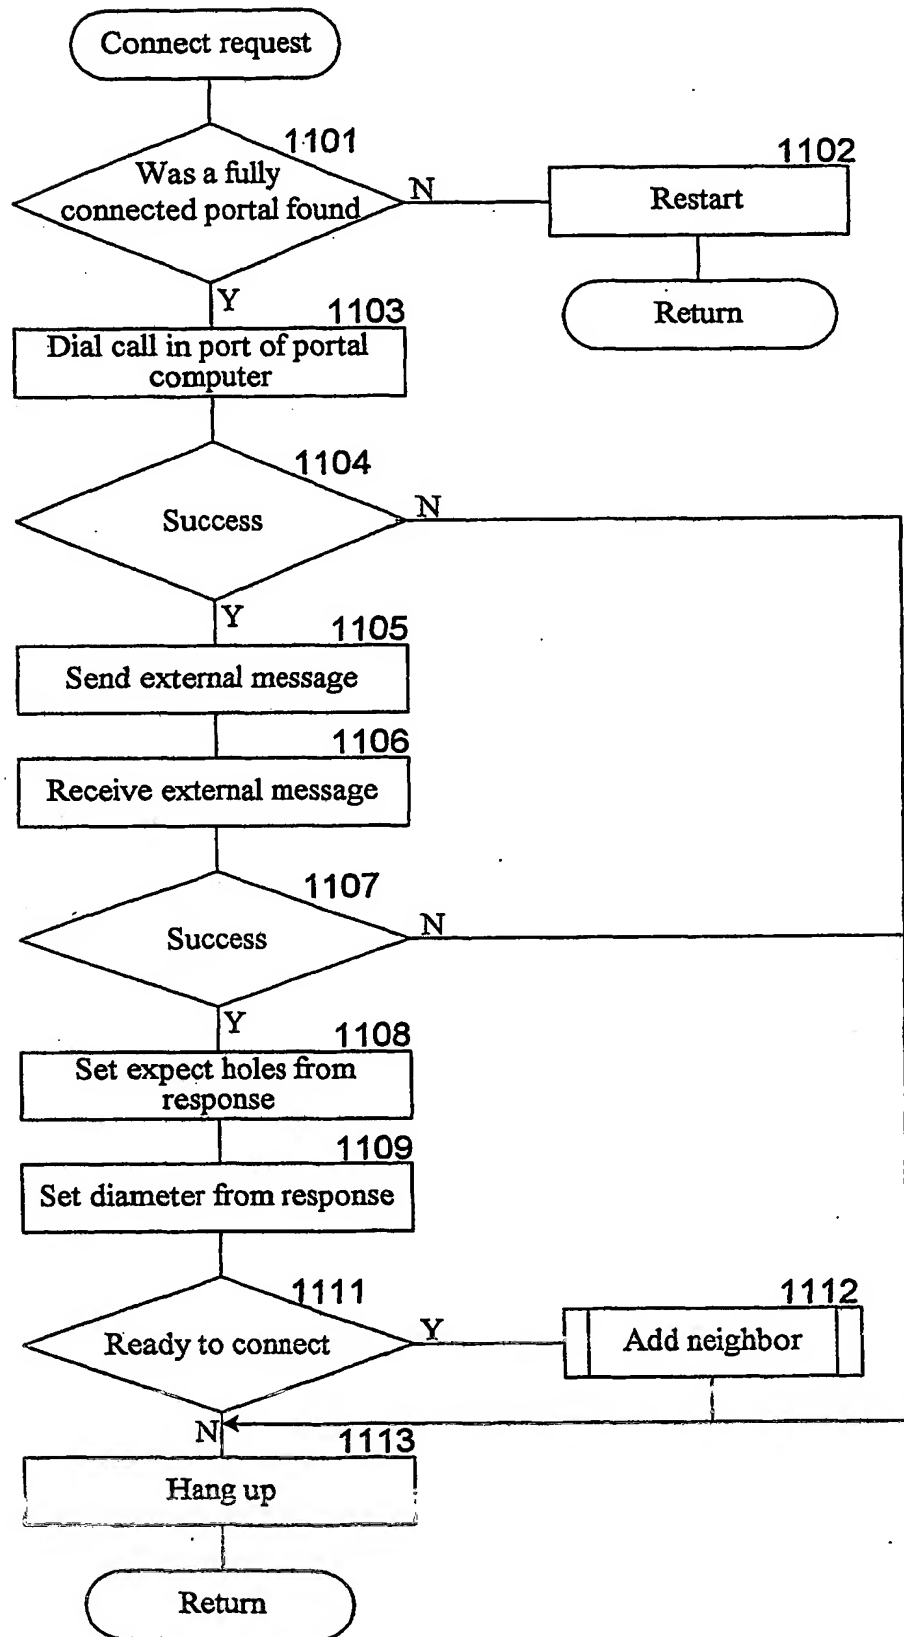 Connect request
1101
Was a fully
connected portal found
N
1102
Restart
Return
Y
1103
Dial call in port of portal
computer
1104
Success
N
Y
1105
Send external message
1106
Receive external message
1107
Success
N
Y
1108
Set expect holes from
response
1109
Set diameter from response
1111
Ready to connect
Y
1112
Add neighbor
N
1113
Hang up
Return